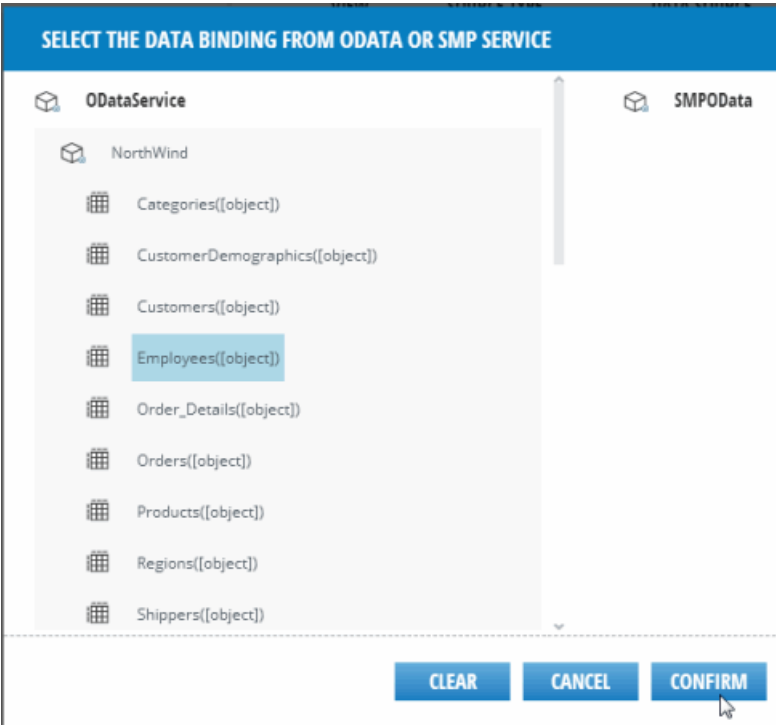 SELECT THE DATA BINDING FROM ODATA OR SMP SERVICE
ODataService
SMPOData
NorthWind
Categories([object])
CustomerDemographics([object])
Customers([object])
Employees([object])
Order_Details([object])
Orders([object])
Products([object])
Regions([object])
Shippers([object])
CLEAR
CANCEL
CONFIRM